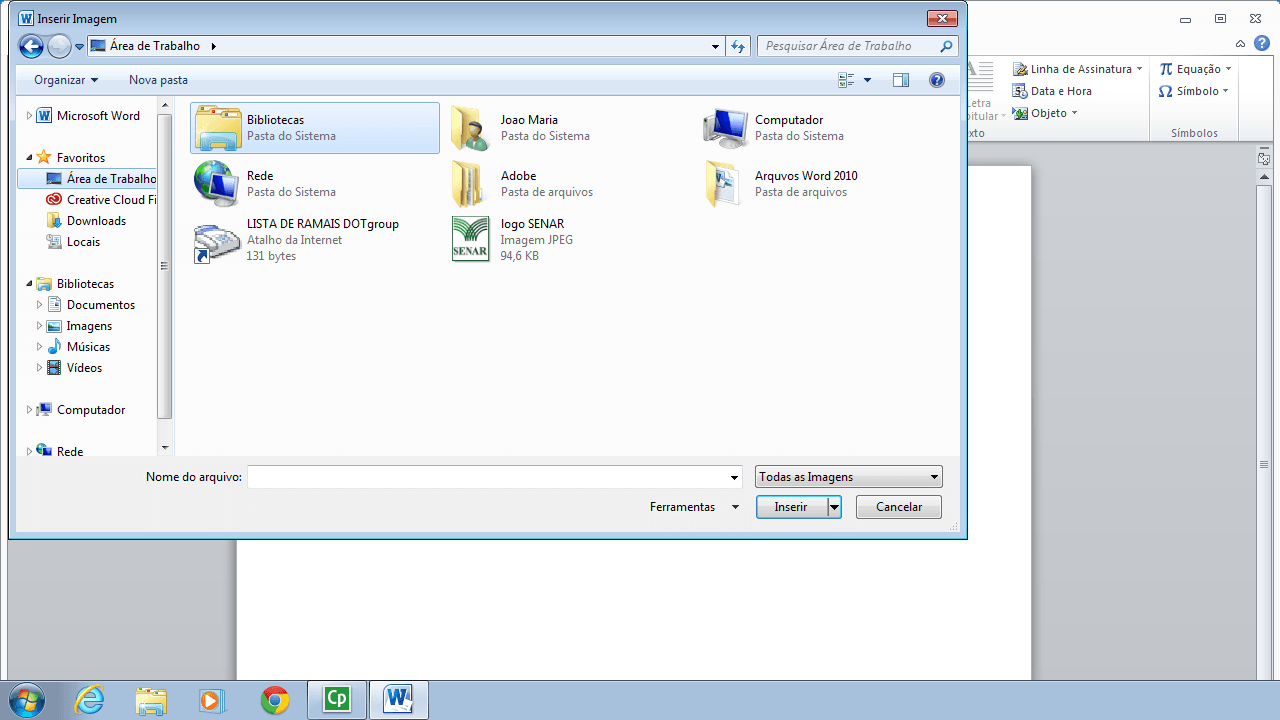 Inserir Imagem
Área de Trabalho
Pesquisar Área de Trabalho
Organizar
Nova pasta
Microsoft Word
Favoritos
Área de Trabalho
Creative Cloud Fi
Downloads
Locais
Bibliotecas
Documentos
Imagens
Músicas
Vídeos
Computador
Rede
Bibliotecas
Pasta do Sistema
Joao Maria
Pasta do Sistema
Computador
Pasta do Sistema
Rede
Pasta do Sistema
Adobe
Pasta de arquivos
Arquvos Word 2010
Pasta de arquivos
LISTA DE RAMAIS DOTgroup
Atalho da Internet
131 bytes
SENAR
logo SENAR
Imagem JPEG
94,6 KB
Nome do arquivo:
Todas as Imagens
Ferramentas
Inserir
Cancelar
Linha de Assinatura
Data e Hora
Objeto
etra
pitular
xto
Equação
Símbolo
Símbolos
Cp
W